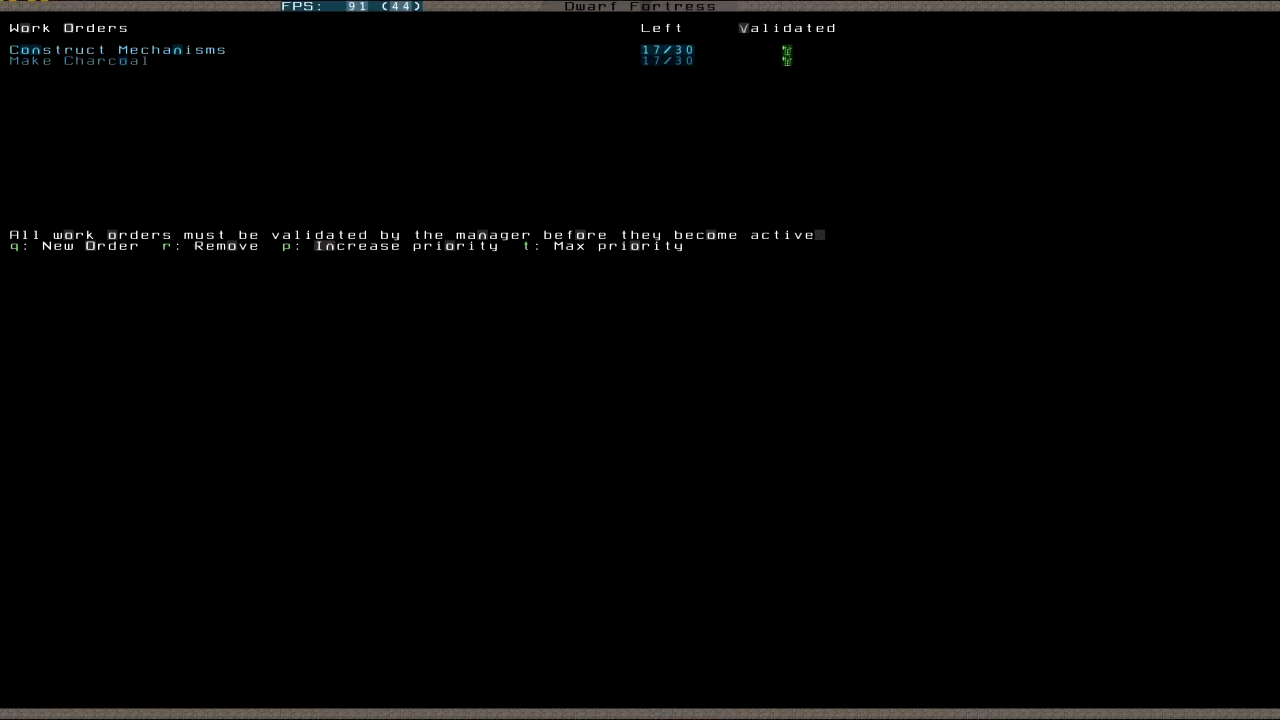 FPS: 91 (44) Dwarf Fortress
Work Orders Left Validated
Construct Mechanisms 17/30
Make Charcoal 17/30
All work orders must be validated by the manager before they become active.
q: New Order r: Remove p: Increase priority t: Max priority